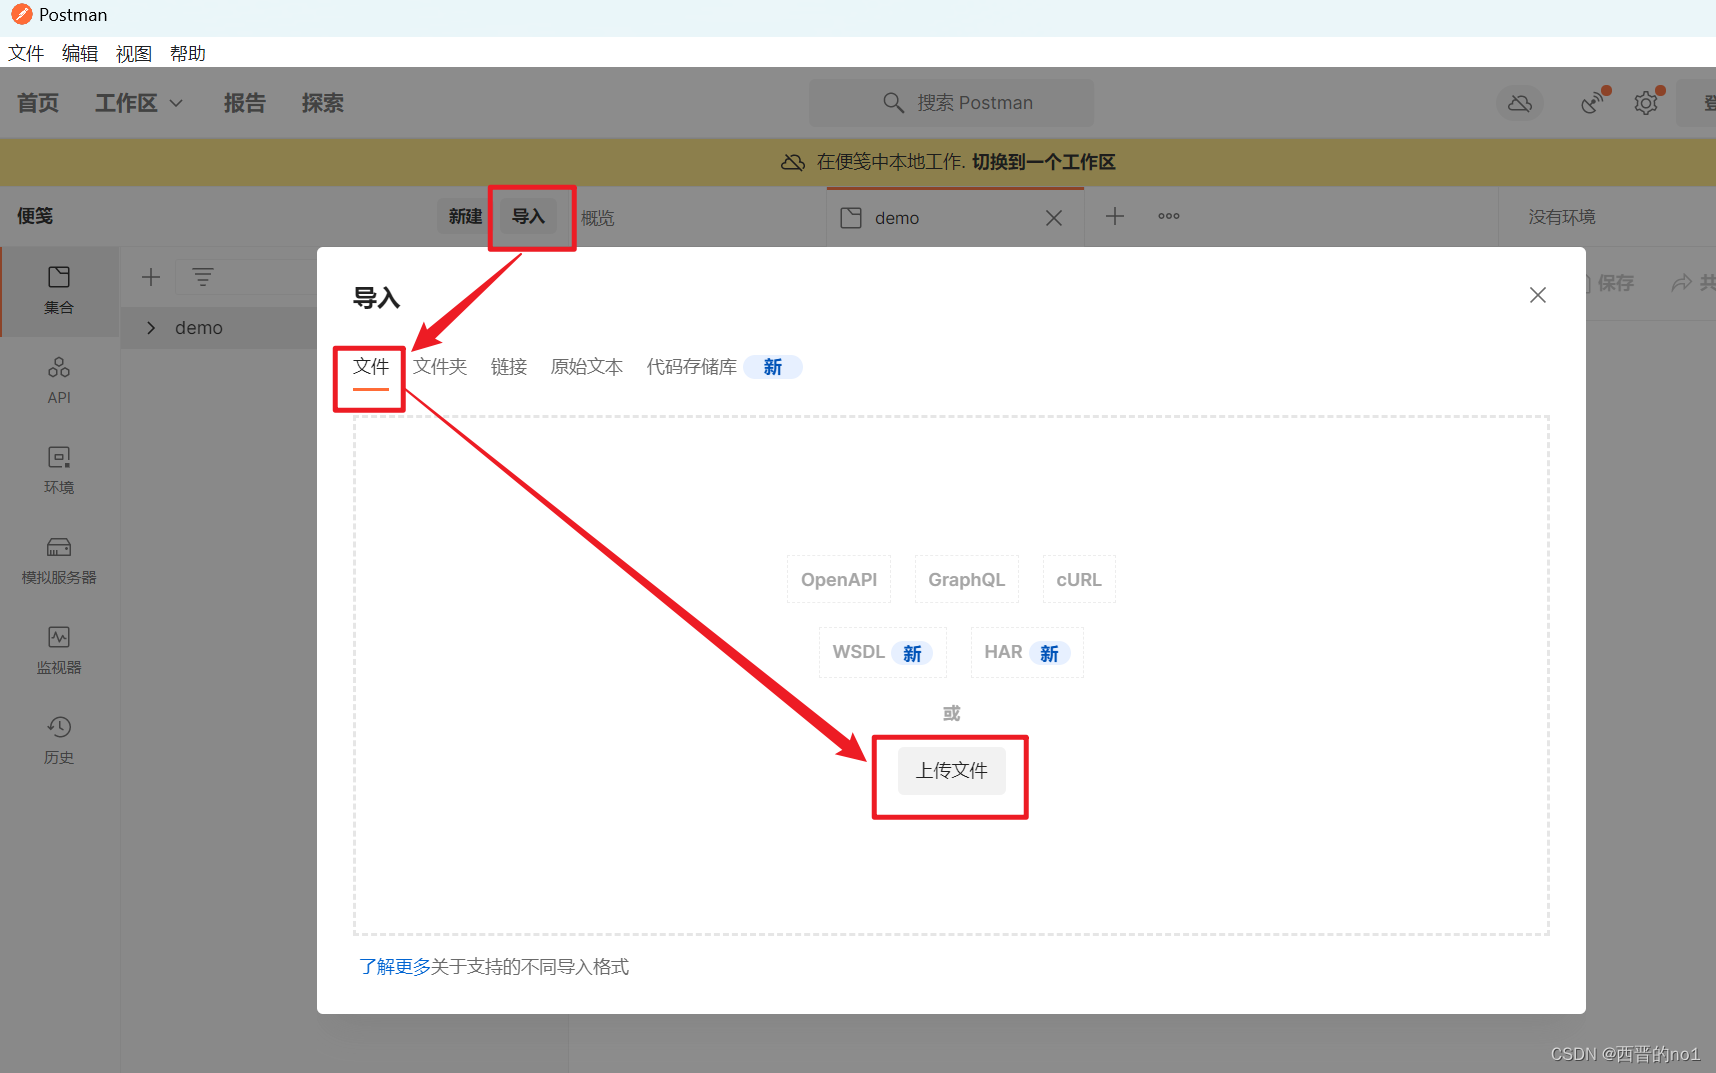 Postman
文件 编辑 视图 帮助
首页 工作区 报告 探索 搜索 Postman 登
在便笺中本地工作. 切换到一个工作区
便笺 新建 导入 概览 demo 没有环境
集合
demo
保存 共
API
环境
模拟服务器
监视器
历史
导入
文件 文件夹 链接 原始文本 代码存储库 新
OpenAPI GraphQL cURL
WSDL 新 HAR 新
或
上传文件
了解更多关于支持的不同导入格式
CSDN @西晋的no1